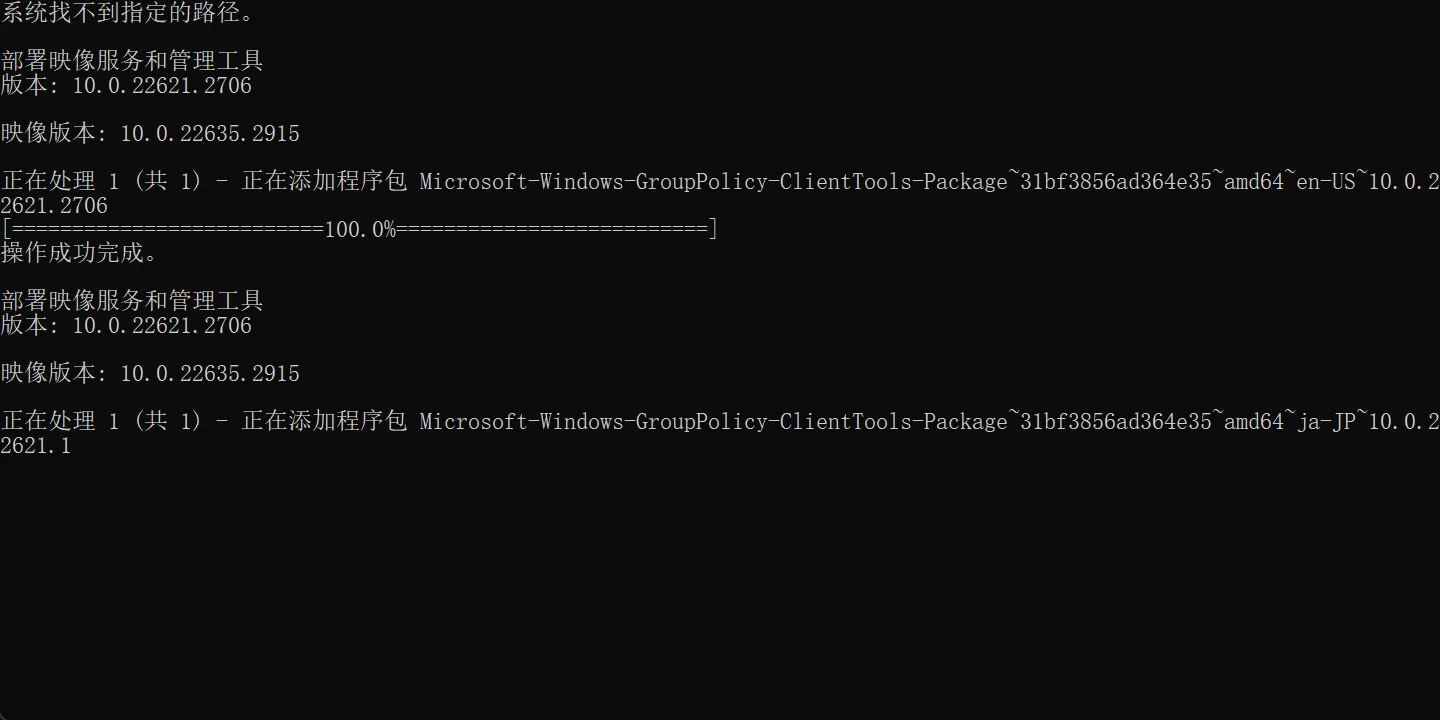 系统找不到指定的路径。
部署映像服务和管理工具
版本: 10.0.22621.2706
映像版本: 10.0.22635.2915
正在处理 1 (共 1) - 正在添加程序包 Microsoft-Windows-GroupPolicy-ClientTools-Package~31bf3856ad364e35~amd64~en-US~10.0.2
2621.2706
[==========================100.0%==========================]
操作成功完成。
部署映像服务和管理工具
版本: 10.0.22621.2706
映像版本: 10.0.22635.2915
正在处理 1 (共 1) - 正在添加程序包 Microsoft-Windows-GroupPolicy-ClientTools-Package~31bf3856ad364e35~amd64~ja-JP~10.0.2
2621.1